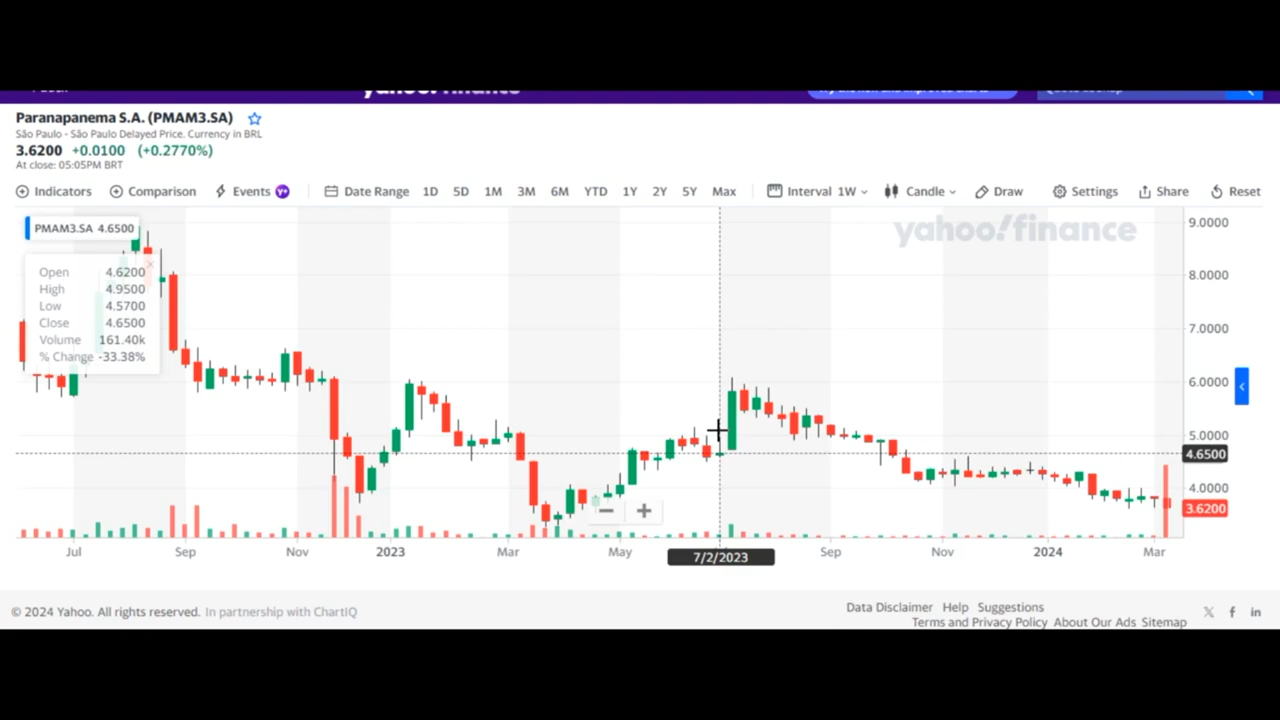 yahoo! finance
Paranapanema S.A. (PMAM3.SA)
São Paulo - São Paulo Delayed Price. Currency in BRL
3.6200 +0.0100 (+0.2770%)
At close: 05:05PM BRT
Indicators Comparison Events Y+ Date Range 1D 5D 1M 3M 6M YTD 1Y 2Y 5Y Max Interval 1W Candle Draw Settings Share Reset
PMAM3.SA 4.6500
yahoo!finance
Open 4.6200
High 4.9500
Low 4.5700
Close 4.6500
Volume 161.40k
% Change -33.38%
9.0000
8.0000
7.0000
6.0000
5.0000
4.6500
4.0000
3.6200
Jul Sep Nov 2023 Mar May 7/2/2023 Sep Nov 2024 Mar
© 2024 Yahoo. All rights reserved. In partnership with ChartIQ
Data Disclaimer Help Suggestions
Terms and Privacy Policy About Our Ads Sitemap